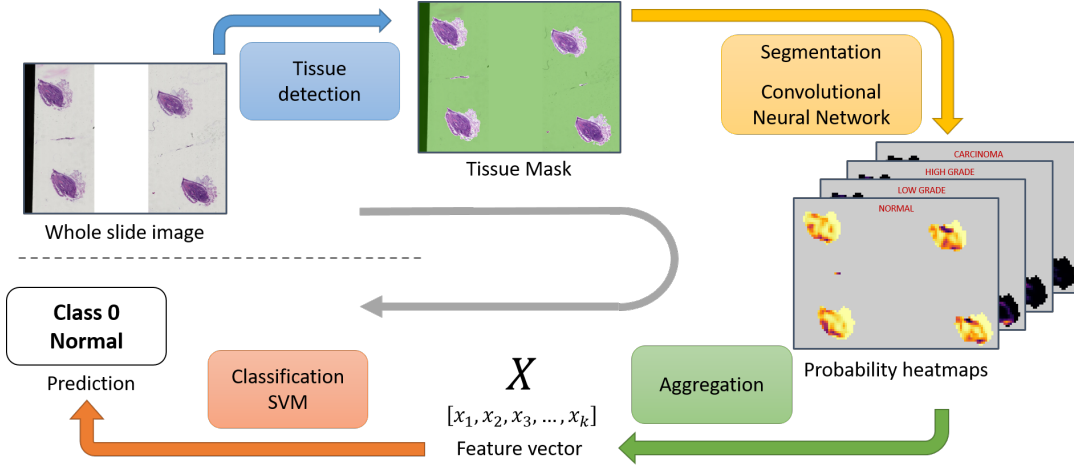 Tissue
detection
Segmentation
Convolutional
Neural Network
Whole slide image
Tissue Mask
CARCINOMA
HIGH GRADE
LOW GRADE
NORMAL
Probability heatmaps
Aggregation
X
[x₁, x₂, x₃, ..., xₖ]
Feature vector
Classification
SVM
Class 0
Normal
Prediction